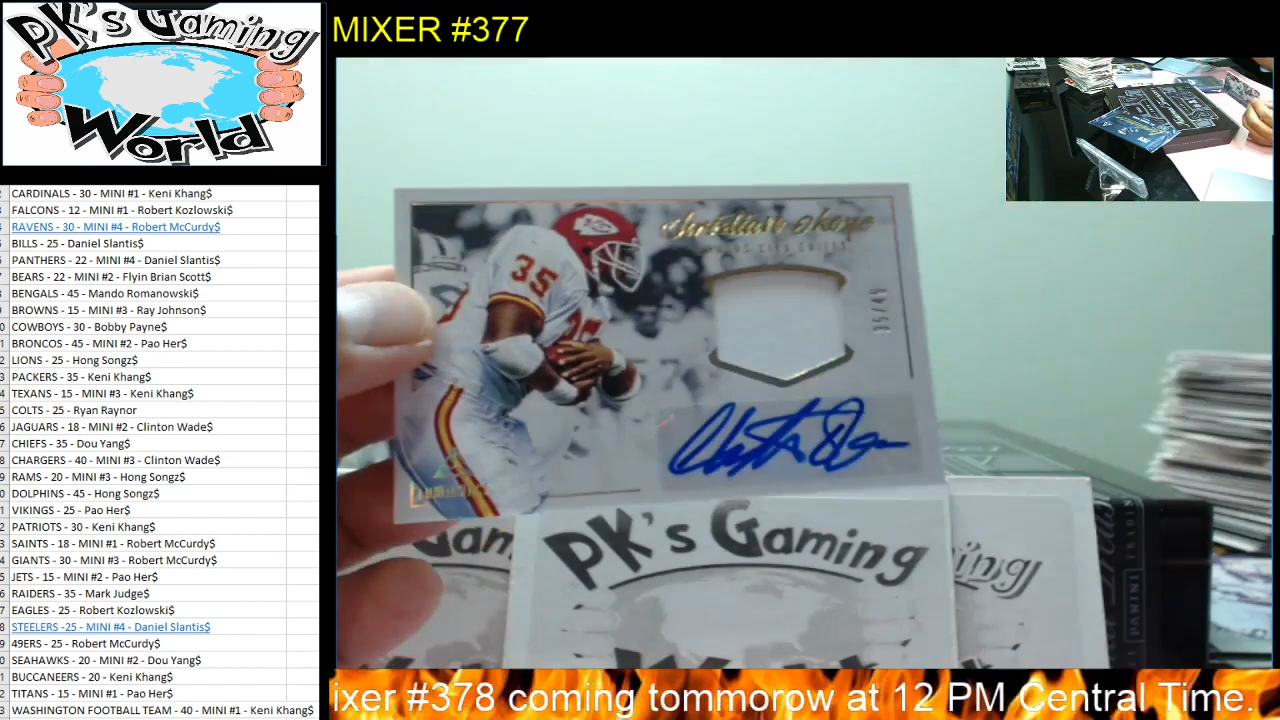 PK's Gaming
World
MIXER #377
CARDINALS - 30 - MINI #1 - Keni Khang$
FALCONS - 12 - MINI #1 - Robert Kozlowski$
RAVENS - 30 - MINI #4 - Robert McCurdy$
BILLS - 25 - Daniel Slantis$
PANTHERS - 22 - MINI #4 - Daniel Slantis$
BEARS - 22 - MINI #2 - Flyin Brian Scott$
BENGALS - 45 - Mando Romanowski$
BROWNS - 15 - MINI #3 - Ray Johnson$
COWBOYS - 30 - Bobby Payne$
BRONCOS - 45 - MINI #2 - Pao Her$
LIONS - 25 - Hong Songz$
PACKERS - 35 - Keni Khang$
TEXANS - 15 - MINI #3 - Keni Khang$
COLTS - 25 - Ryan Raynor
JAGUARS - 18 - MINI #2 - Clinton Wade$
CHIEFS - 35 - Dou Yang$
CHARGERS - 40 - MINI #3 - Clinton Wade$
RAMS - 20 - MINI #3 - Hong Songz$
DOLPHINS - 45 - Hong Songz$
VIKINGS - 25 - Pao Her$
PATRIOTS - 30 - Keni Khang$
SAINTS - 18 - MINI #1 - Robert McCurdy$
GIANTS - 30 - MINI #3 - Robert McCurdy$
JETS - 15 - MINI #2 - Pao Her$
RAIDERS - 35 - Mark Judge$
EAGLES - 25 - Robert Kozlowski$
STEELERS -25 - MINI #4 - Daniel Slantis$
49ERS - 25 - Robert McCurdy$
SEAHAWKS - 20 - MINI #2 - Dou Yang$
BUCCANEERS - 20 - Keni Khang$
TITANS - 15 - MINI #1 - Pao Her$
WASHINGTON FOOTBALL TEAM - 40 - MINI #1 - Keni Khang$
Christian Okoye
35
PK's Gaming
PANINI
ixer #378 coming tommorow at 12 PM Central Time.